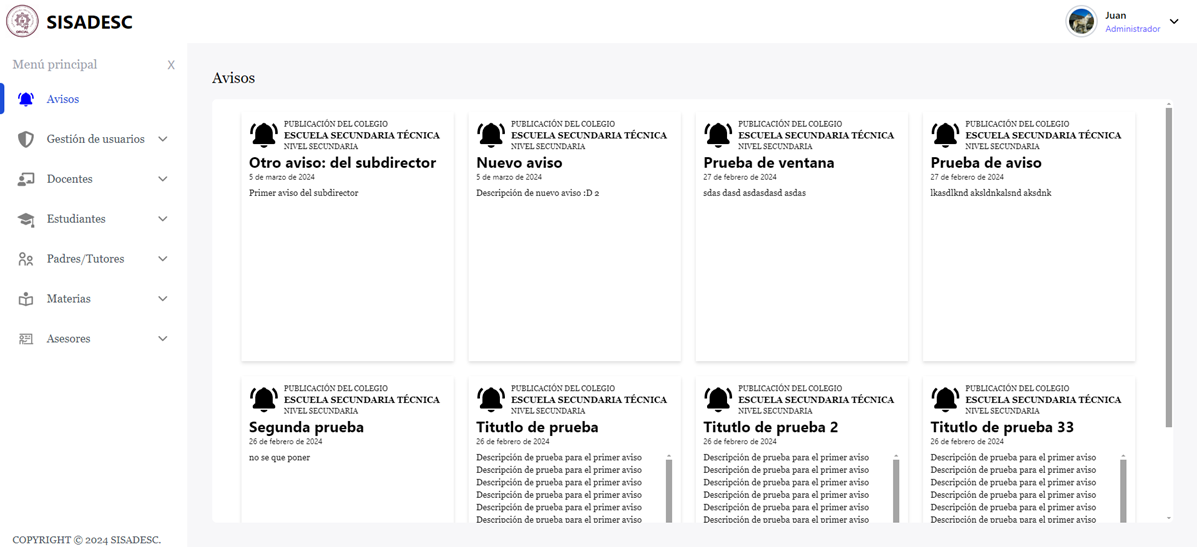 SISADESC
Juan
Administrador
Menú principal
X
Avisos
Gestión de usuarios
Docentes
Estudiantes
Padres/Tutores
Materias
Asesores
COPYRIGHT © 2024 SISADESC.
Avisos
PUBLICACIÓN DEL COLEGIO
ESCUELA SECUNDARIA TÉCNICA
NIVEL SECUNDARIA
Otro aviso: del subdirector
5 de marzo de 2024
Primer aviso del subdirector
PUBLICACIÓN DEL COLEGIO
ESCUELA SECUNDARIA TÉCNICA
NIVEL SECUNDARIA
Nuevo aviso
5 de marzo de 2024
Descripción de nuevo aviso :D 2
PUBLICACIÓN DEL COLEGIO
ESCUELA SECUNDARIA TÉCNICA
NIVEL SECUNDARIA
Prueba de ventana
27 de febrero de 2024
sdas dasd asdasdasd asdas
PUBLICACIÓN DEL COLEGIO
ESCUELA SECUNDARIA TÉCNICA
NIVEL SECUNDARIA
Prueba de aviso
27 de febrero de 2024
lkasdlknd aksldnkalsnd aksdnk
PUBLICACIÓN DEL COLEGIO
ESCUELA SECUNDARIA TÉCNICA
NIVEL SECUNDARIA
Segunda prueba
26 de febrero de 2024
no se que poner
PUBLICACIÓN DEL COLEGIO
ESCUELA SECUNDARIA TÉCNICA
NIVEL SECUNDARIA
Titutlo de prueba
26 de febrero de 2024
Descripción de prueba para el primer aviso
Descripción de prueba para el primer aviso
Descripción de prueba para el primer aviso
Descripción de prueba para el primer aviso
Descripción de prueba para el primer aviso
Descripción de prueba para el primer aviso
PUBLICACIÓN DEL COLEGIO
ESCUELA SECUNDARIA TÉCNICA
NIVEL SECUNDARIA
Titutlo de prueba 2
26 de febrero de 2024
Descripción de prueba para el primer aviso
Descripción de prueba para el primer aviso
Descripción de prueba para el primer aviso
Descripción de prueba para el primer aviso
Descripción de prueba para el primer aviso
Descripción de prueba para el primer aviso
PUBLICACIÓN DEL COLEGIO
ESCUELA SECUNDARIA TÉCNICA
NIVEL SECUNDARIA
Titutlo de prueba 33
26 de febrero de 2024
Descripción de prueba para el primer aviso
Descripción de prueba para el primer aviso
Descripción de prueba para el primer aviso
Descripción de prueba para el primer aviso
Descripción de prueba para el primer aviso
Descripción de prueba para el primer aviso